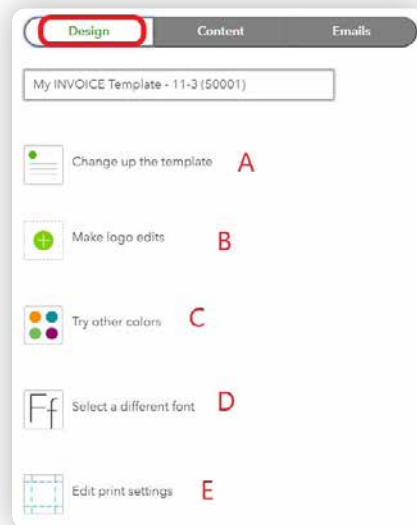 Design Content Emails
My INVOICE Template - 11-3 (50001)
Change up the template A
Make logo edits B
Try other colors C
Ff Select a different font D
Edit print settings E